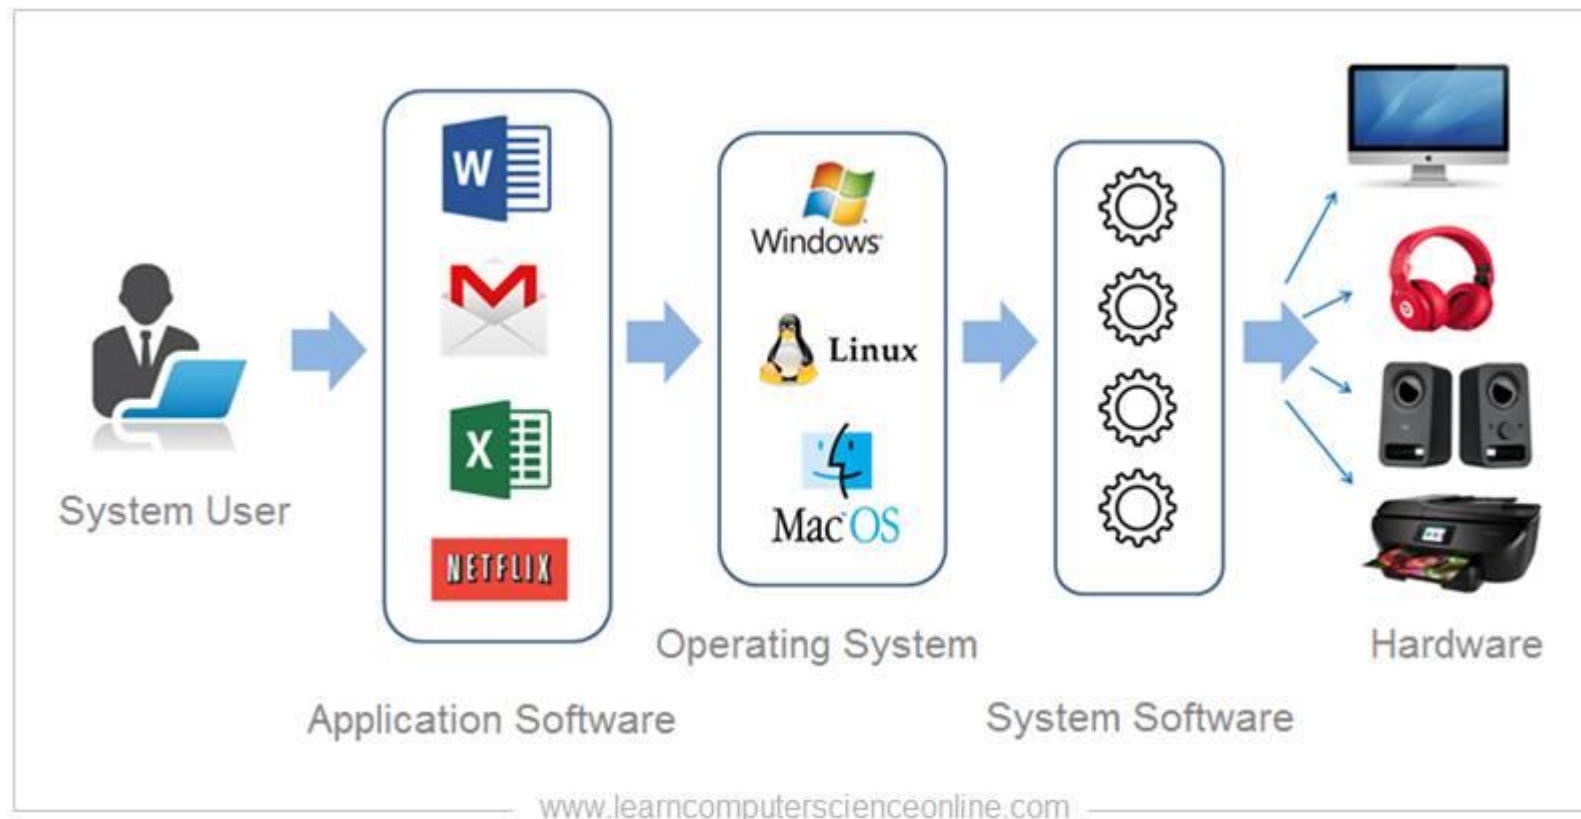 W
Windows
Linux
X
Mac OS
System User
NETFLIX
Operating System
Hardware
Application Software
System Software
www.learncomputerscienceonline.com